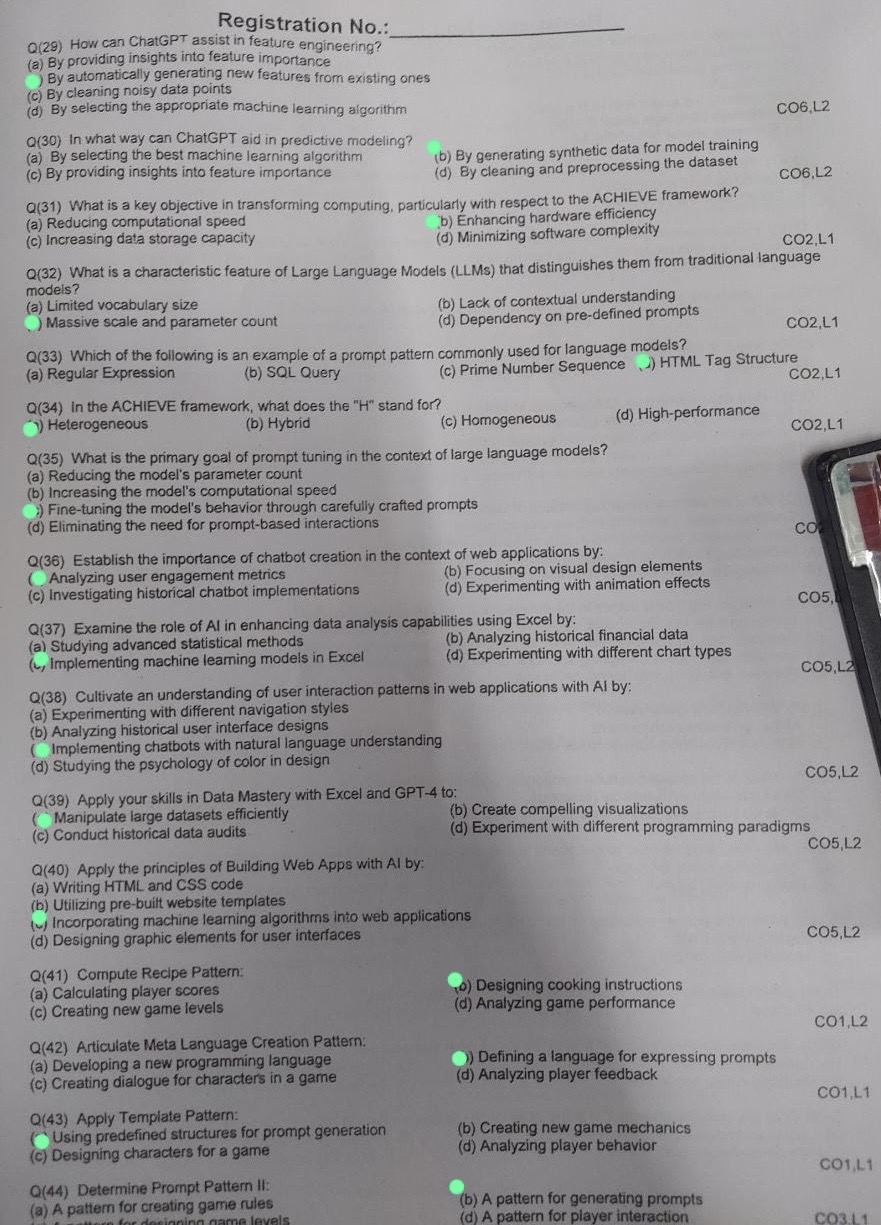 Registration No.:
Q(29) How can ChatGPT assist in feature engineering?
(a) By providing insights into feature importance
) By automatically generating new features from existing ones
(c) By cleaning noisy data points
(d) By selecting the appropriate machine learning algorithm
CO6,L2
Q(30) In what way can ChatGPT aid in predictive modeling?
(a) By selecting the best machine learning algorithm (b) By generating synthetic data for model training
(c) By providing insights into feature importance (d) By cleaning and preprocessing the dataset
CO6,L2
Q(31) What is a key objective in transforming computing, particularly with respect to the ACHIEVE framework?
(a) Reducing computational speed b) Enhancing hardware efficiency
(c) Increasing data storage capacity (d) Minimizing software complexity
CO2,L1
Q(32) What is a characteristic feature of Large Language Models (LLMs) that distinguishes them from traditional language
models?
(a) Limited vocabulary size (b) Lack of contextual understanding
) Massive scale and parameter count (d) Dependency on pre-defined prompts
CO2,L1
Q(33) Which of the following is an example of a prompt pattern commonly used for language models?
(a) Regular Expression (b) SQL Query (c) Prime Number Sequence ) HTML Tag Structure
CO2,L1
Q(34) In the ACHIEVE framework, what does the "H" stand for?
) Heterogeneous (b) Hybrid (c) Homogeneous (d) High-performance
CO2,L1
Q(35) What is the primary goal of prompt tuning in the context of large language models?
(a) Reducing the model's parameter count
(b) Increasing the model's computational speed
) Fine-tuning the model's behavior through carefully crafted prompts
(d) Eliminating the need for prompt-based interactions
CO
Q(36) Establish the importance of chatbot creation in the context of web applications by:
( Analyzing user engagement metrics (b) Focusing on visual design elements
(c) Investigating historical chatbot implementations (d) Experimenting with animation effects
CO5,
Q(37) Examine the role of AI in enhancing data analysis capabilities using Excel by:
(a) Studying advanced statistical methods (b) Analyzing historical financial data
( ) Implementing machine learning models in Excel (d) Experimenting with different chart types
CO5,L2
Q(38) Cultivate an understanding of user interaction patterns in web applications with AI by:
(a) Experimenting with different navigation styles
(b) Analyzing historical user interface designs
( Implementing chatbots with natural language understanding
(d) Studying the psychology of color in design
CO5,L2
Q(39) Apply your skills in Data Mastery with Excel and GPT-4 to:
( Manipulate large datasets efficiently (b) Create compelling visualizations
(c) Conduct historical data audits (d) Experiment with different programming paradigms
CO5,L2
Q(40) Apply the principles of Building Web Apps with AI by:
(a) Writing HTML and CSS code
(b) Utilizing pre-built website templates
( ) Incorporating machine learning algorithms into web applications
(d) Designing graphic elements for user interfaces
CO5,L2
Q(41) Compute Recipe Pattern:
(a) Calculating player scores (b) Designing cooking instructions
(c) Creating new game levels (d) Analyzing game performance
CO1,L2
Q(42) Articulate Meta Language Creation Pattern:
(a) Developing a new programming language ) Defining a language for expressing prompts
(c) Creating dialogue for characters in a game (d) Analyzing player feedback
CO1,L1
Q(43) Apply Template Pattern:
( Using predefined structures for prompt generation (b) Creating new game mechanics
(c) Designing characters for a game (d) Analyzing player behavior
CO1,L1
Q(44) Determine Prompt Pattern II:
(a) A pattern for creating game rules (b) A pattern for generating prompts
for designing game levels (d) A pattern for player interaction
CO3,L1